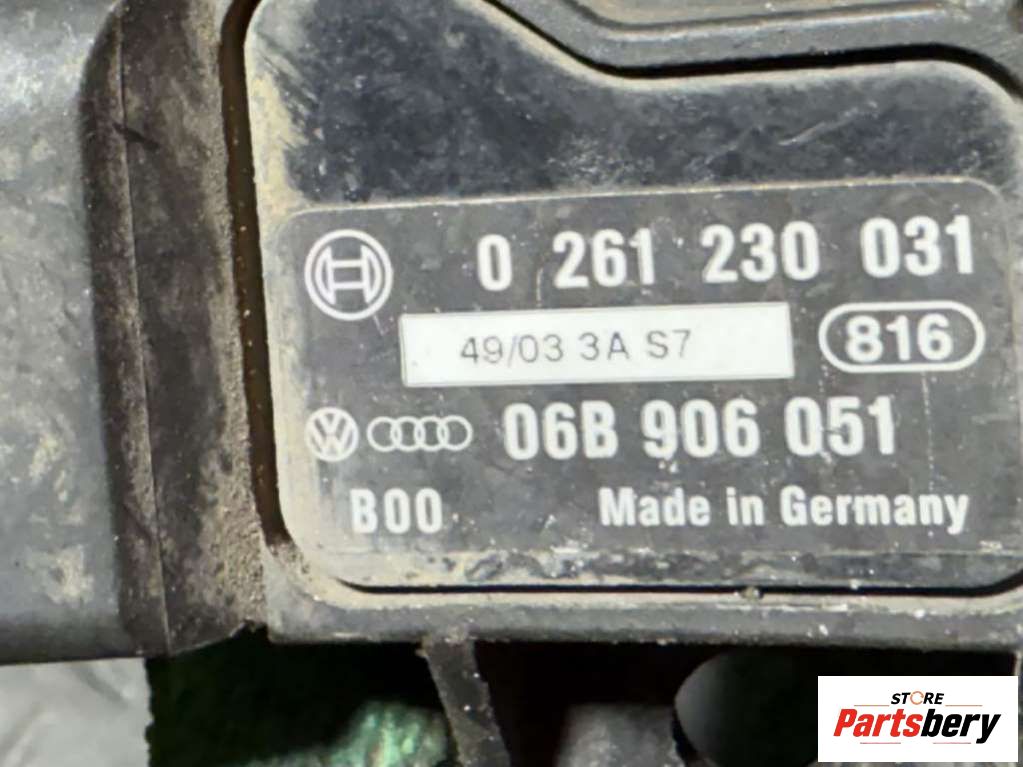 0 261 230 031
49/03 3A S7
816
06B 906 051
B00 Made in Germany
STORE
Partsbery